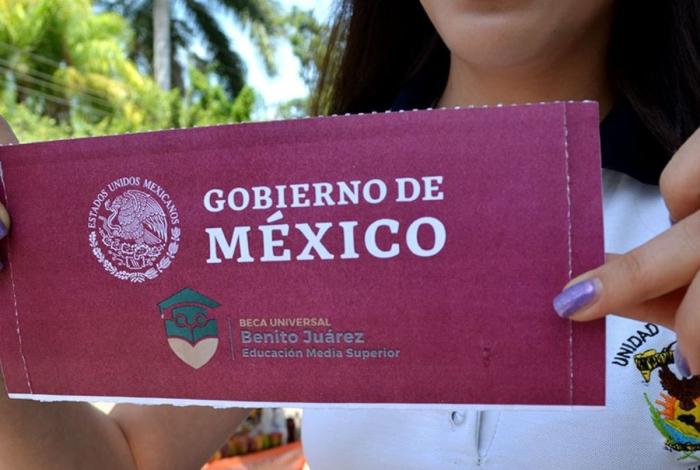 ESTADOS UNIDOS MEXICANOS
GOBIERNO DE
MÉXICO
BECA UNIVERSAL
Benito Juárez
Educación Media Superior
UNIDAD